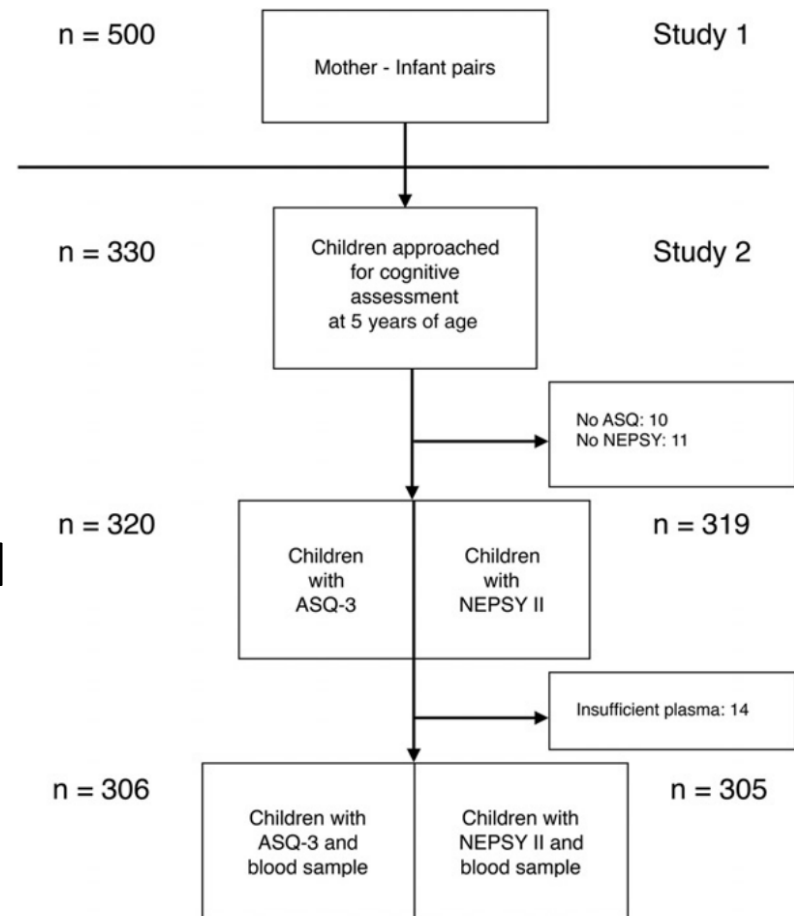 n = 500
Mother - Infant pairs
Study 1
n = 330
Children approached
for cognitive
assessment
at 5 years of age
Study 2
No ASQ: 10
No NEPSY: 11
n = 320
Children
with
ASQ-3
Children
with
NEPSY II
n = 319
Insufficient plasma: 14
n = 306
Children with
ASQ-3 and
blood sample
Children with
NEPSY II and
blood sample
n = 305